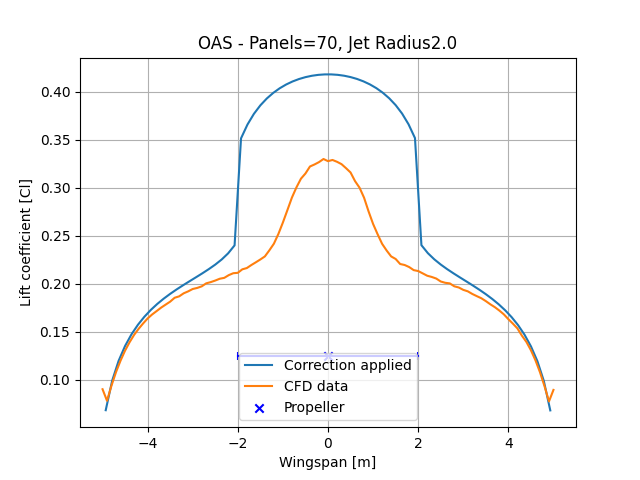 OAS - Panels=70, Jet Radius2.0
Lift coefficient [Cl]
0.40
0.35
0.30
0.25
0.20
0.15
0.10
Correction applied
CFD data
Propeller
−4 −2 0 2 4
Wingspan [m]